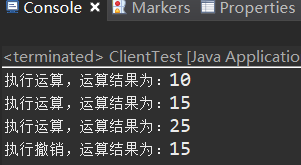 Console Markers Properties
<terminated> ClientTest [Java Applicatio
执行运算，运算结果为：10
执行运算，运算结果为：15
执行运算，运算结果为：25
执行撤销，运算结果为：15